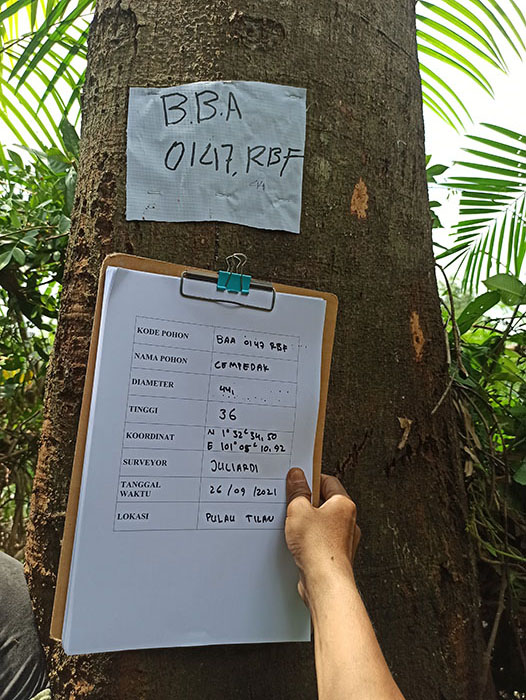 B.B.A
0147, RBF
KODE POHON BAA 0147 RBF
NAMA POHON CEMPEDAK
DIAMETER 44,
TINGGI 36
KOORDINAT N 1° 32' 34,50
E 101° 05' 10.92
SURVEYOR JULIARDI
TANGGAL WAKTU 26/09/2021
LOKASI PULAU TILAN